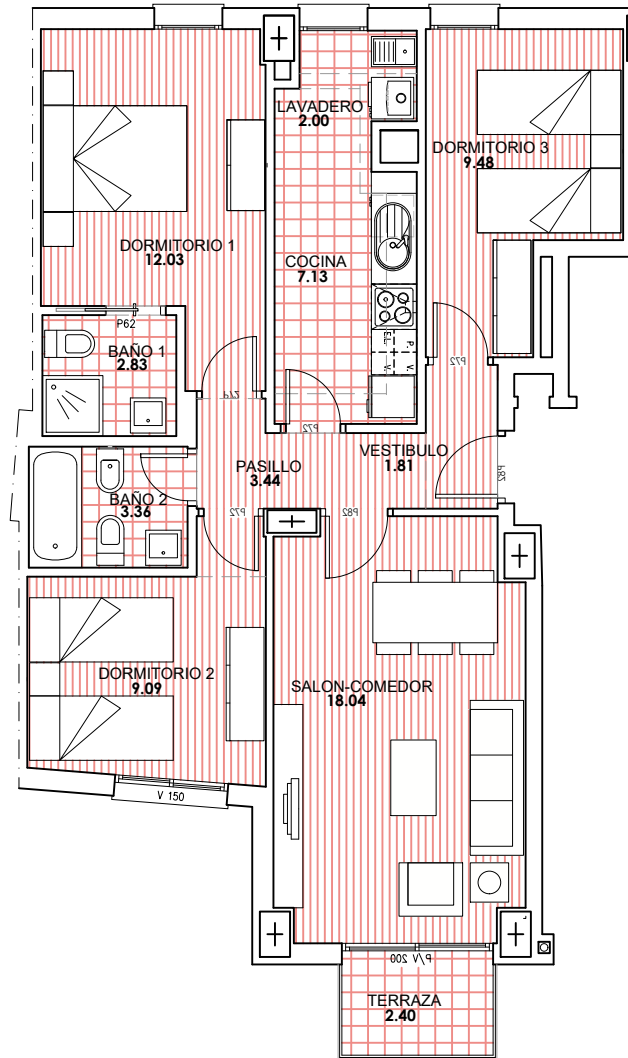 LAVADERO
2.00
DORMITORIO 3
9.48
DORMITORIO 1
12.03
COCINA
7.13
P62
BAÑO 1
2.83
P.
V.
P72
P72
P72
VESTIBULO
1.81
PASILLO
3.44
P82
BAÑO 2
3.36
P72
P82
DORMITORIO 2
9.09
SALON-COMEDOR
18.04
V 150
P/V 200
TERRAZA
2.40